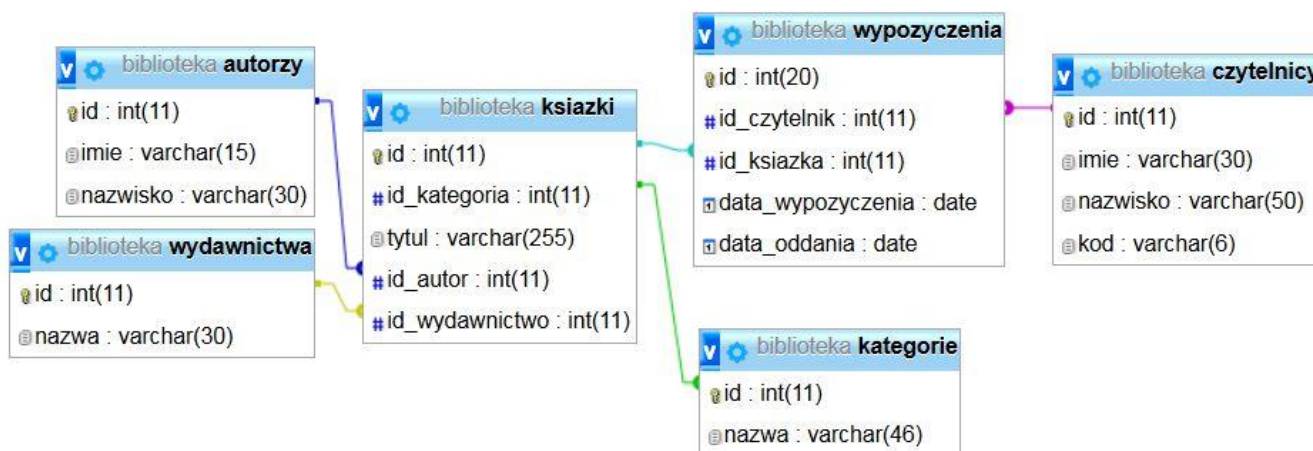 biblioteka autorzy
id : int(11)
imie : varchar(15)
nazwisko : varchar(30)
biblioteka wydawnictwa
id : int(11)
nazwa : varchar(30)
biblioteka ksiazki
id : int(11)
id_kategoria : int(11)
tytul : varchar(255)
id_autor : int(11)
id_wydawnictwo : int(11)
biblioteka wypozyczenia
id : int(20)
id_czytelnik : int(11)
id_ksiazka : int(11)
data_wypozyczenia : date
data_oddania : date
biblioteka kategorie
id : int(11)
nazwa : varchar(46)
biblioteka czytelnicy
id : int(11)
imie : varchar(30)
nazwisko : varchar(50)
kod : varchar(6)